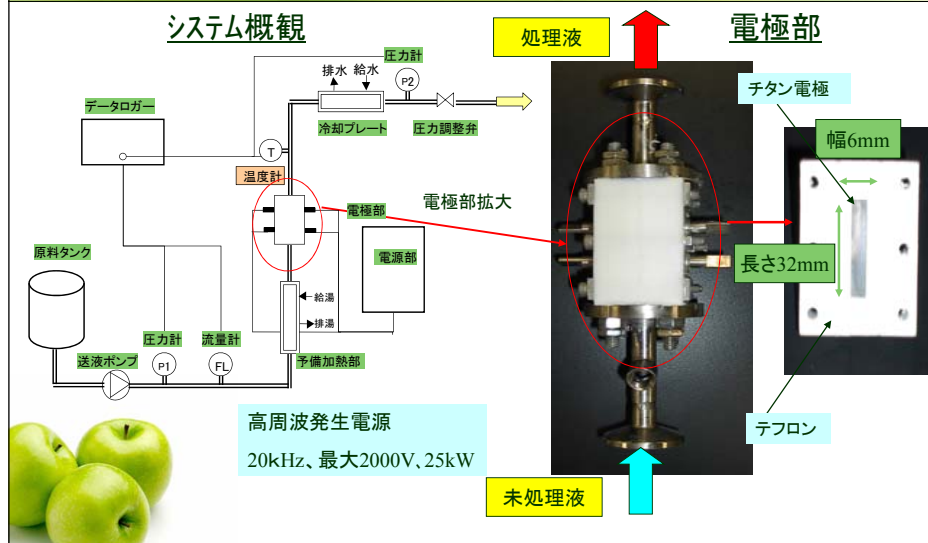 システム概観
電極部
処理液
圧力計
排水
給水
P2
データロガー
チタン電極
冷却プレート
圧力調整弁
幅6mm
T
温度計
電極部拡大
電極部
原料タンク
電源部
長さ32mm
給湯
排湯
圧力計
流量計
予備加熱部
送液ポンプ
P1
FL
高周波発生電源
20kHz、最大2000V、25kW
テフロン
未処理液